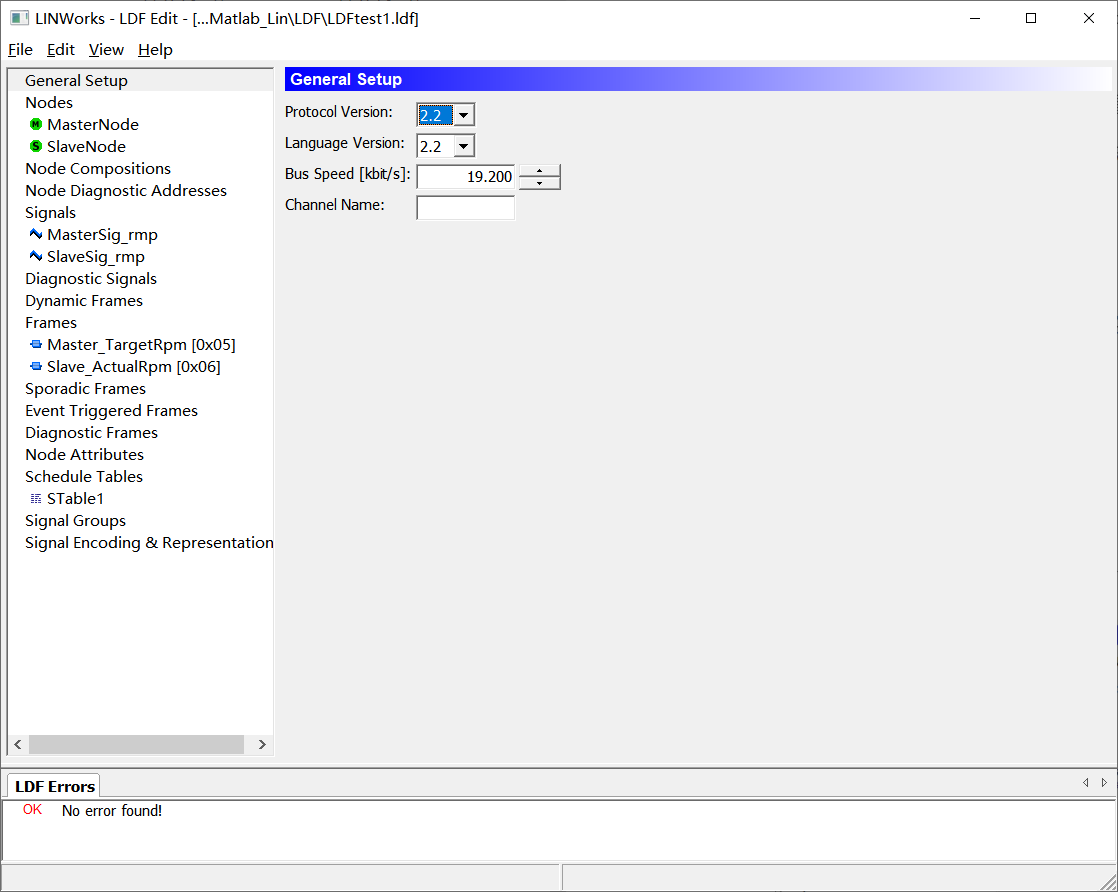 LINWorks - LDF Edit - [...Matlab_Lin\LDF\LDFtest1.ldf]
File Edit View Help
General Setup
Nodes
M MasterNode
S SlaveNode
Node Compositions
Node Diagnostic Addresses
Signals
MasterSig_rmp
SlaveSig_rmp
Diagnostic Signals
Dynamic Frames
Frames
Master_TargetRpm [0x05]
Slave_ActualRpm [0x06]
Sporadic Frames
Event Triggered Frames
Diagnostic Frames
Node Attributes
Schedule Tables
STable1
Signal Groups
Signal Encoding & Representation
General Setup
Protocol Version: 2.2
Language Version: 2.2
Bus Speed [kbit/s]: 19.200
Channel Name:
LDF Errors
OK No error found!